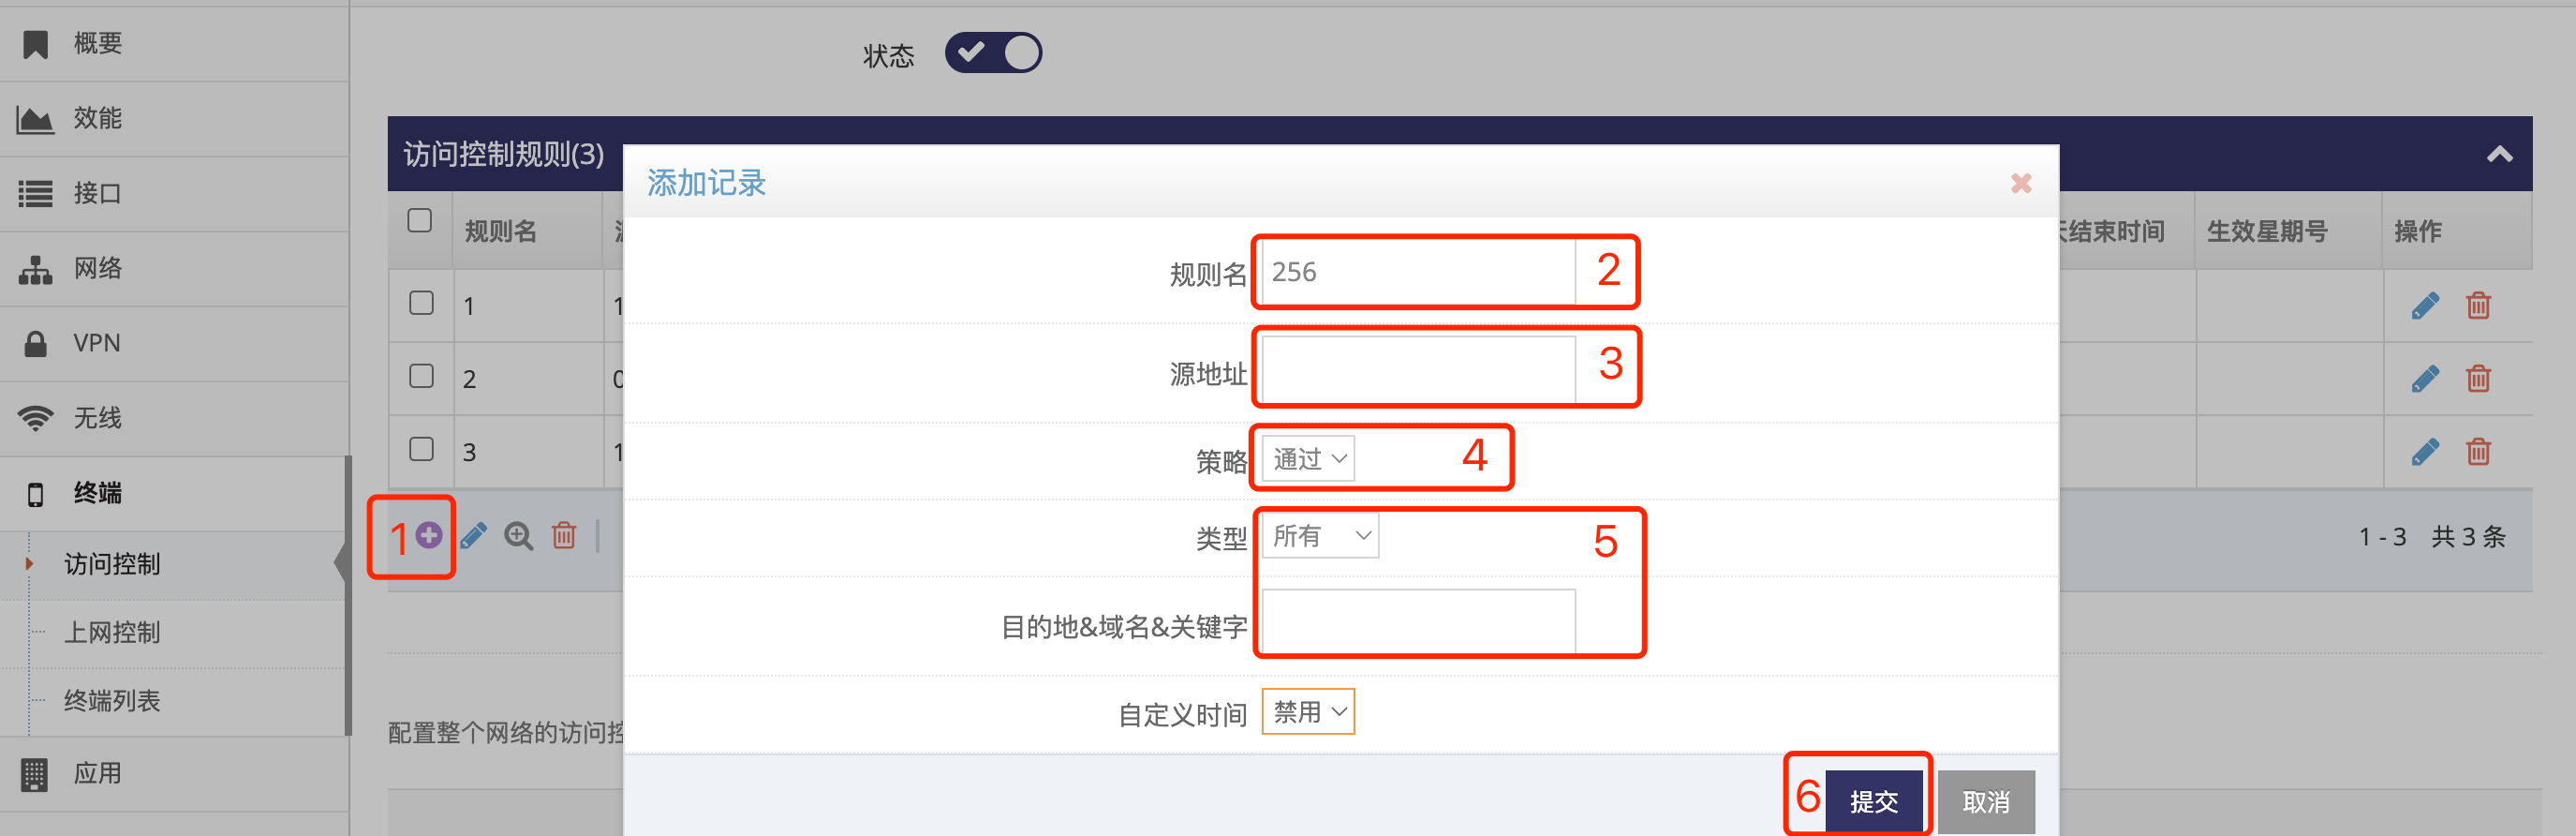 概要
效能
接口
网络
VPN
无线
终端
访问控制
上网控制
终端列表
应用
状态
访问控制规则(3)
规则名
结束时间
生效星期号
操作
1
1
2
0
3
1
1
1 - 3 共 3 条
配置整个网络的访问控
添加记录
规则名 256 2
源地址 3
策略 通过 4
类型 所有 5
目的地&域名&关键字
自定义时间 禁用
6 提交 取消